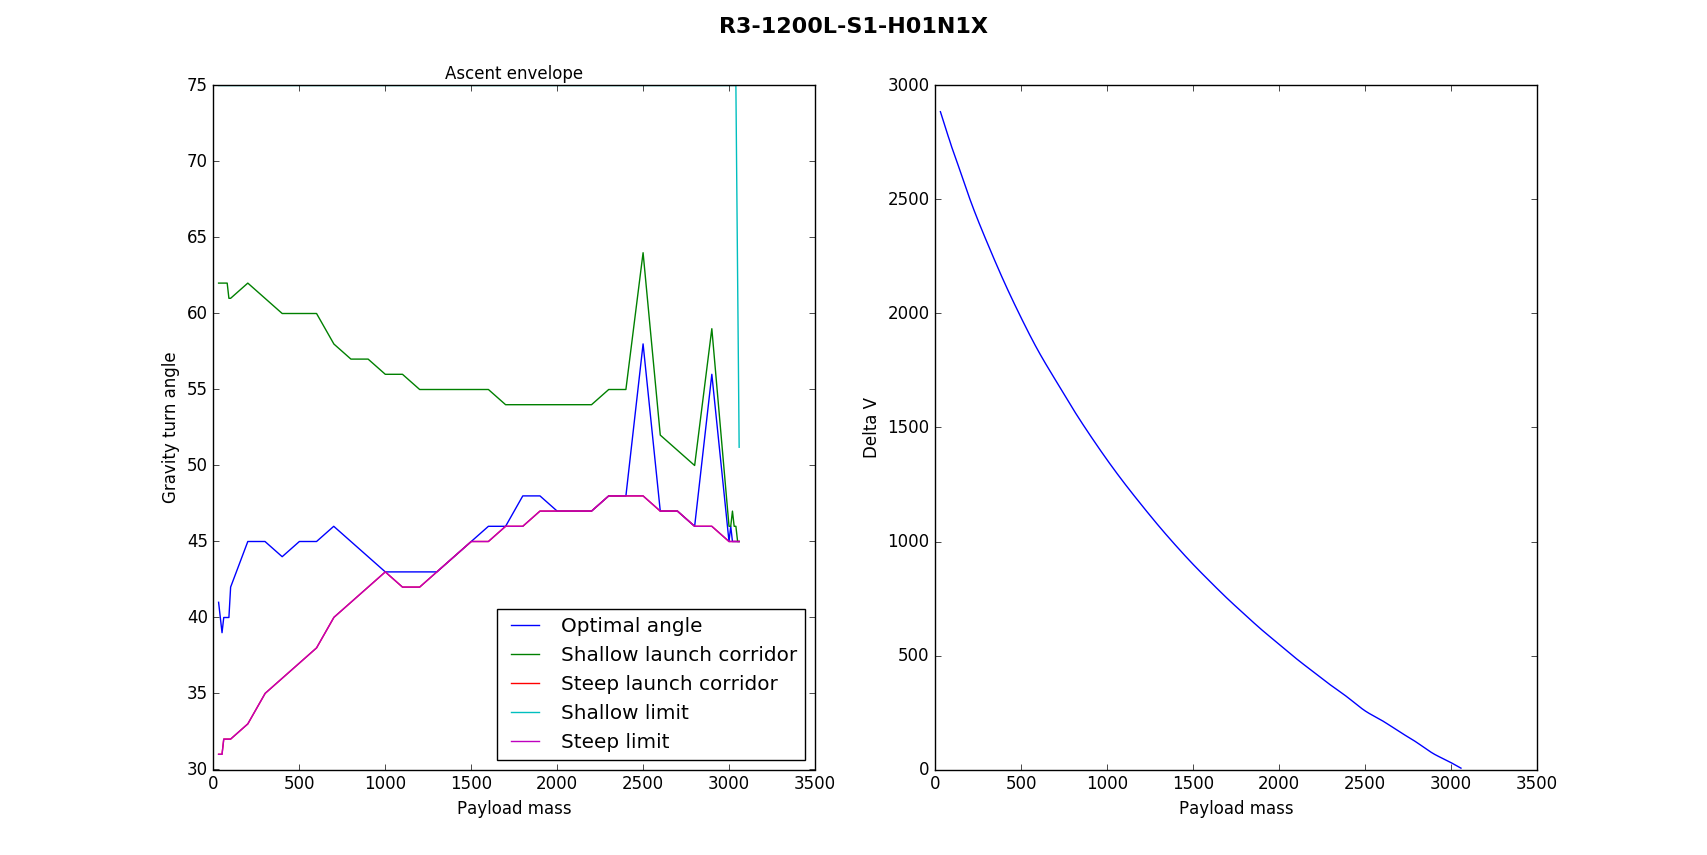 R3-1200L-S1-H01N1X
Ascent envelope
75
70
65
60
55
50
45
40
35
30
Gravity turn angle
0 500 1000 1500 2000 2500 3000 3500
Payload mass
Optimal angle
Shallow launch corridor
Steep launch corridor
Shallow limit
Steep limit
3000
2500
2000
1500
1000
500
0
Delta V
0 500 1000 1500 2000 2500 3000 3500
Payload mass